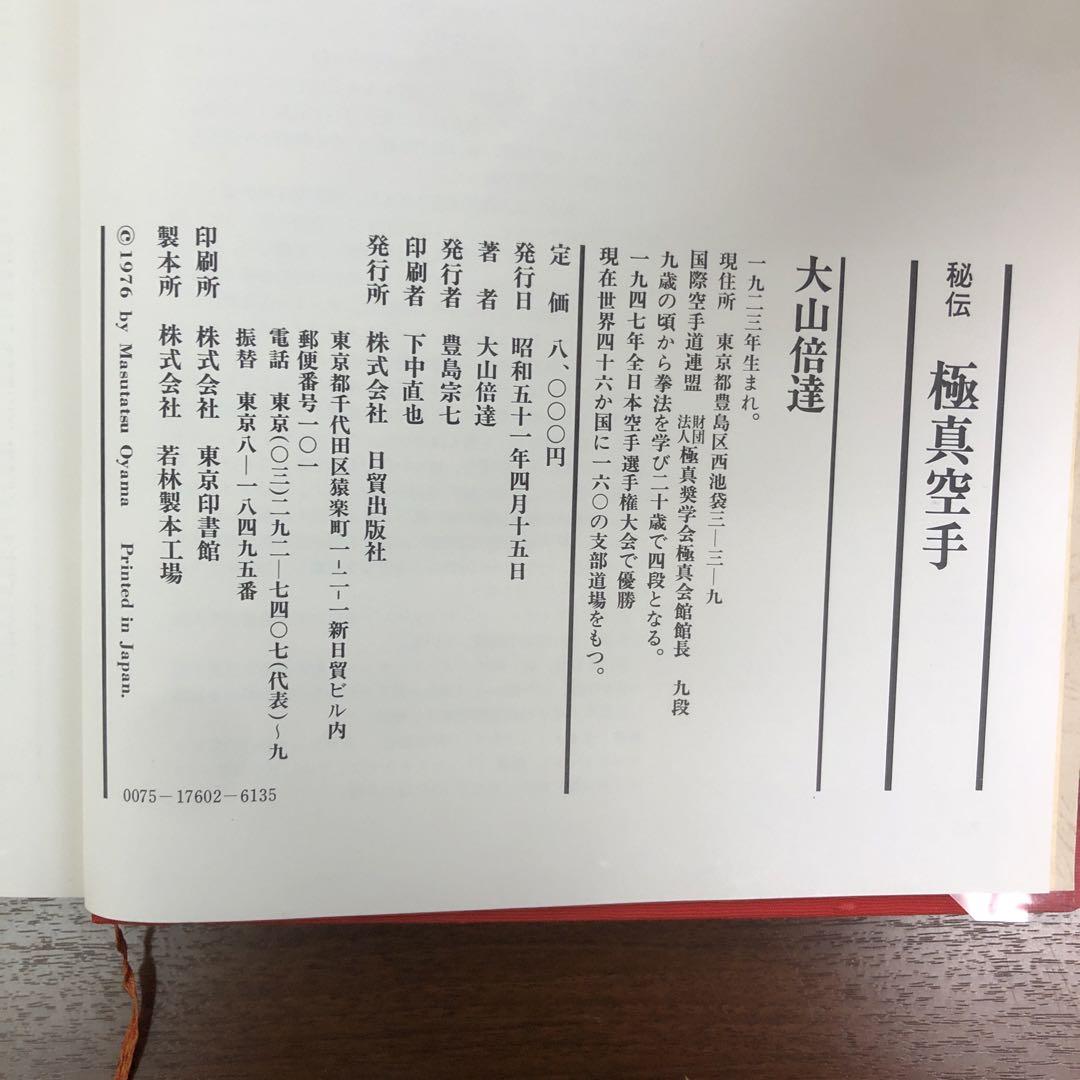 秘伝 極真空手
大山倍達
一九二三年生まれ。
現住所 東京都豊島区西池袋三―三―九
国際空手道連盟 財団法人極真奨学会極真会館館長 九段
九歳の頃から拳法を学び二十歳で四段となる。
一九四七年全日本空手選手権大会で優勝
現在世界四十六か国に一六〇の支部道場をもつ。
定価 八、〇〇〇円
発行日 昭和五十一年四月十五日
著者 大山倍達
発行者 豊島宗七
印刷者 下中直也
発行所 株式会社 日貿出版社
東京都千代田区猿楽町一-二-一新日貿ビル内
郵便番号一〇一
電話 東京(〇三)二九二―七四〇七(代表)~九
振替 東京八―一八四九五番
印刷所 株式会社 東京印書館
製本所 株式会社 若林製本工場
©1976 by Masutatsu Oyama Printed in Japan.
0075-17602-6135